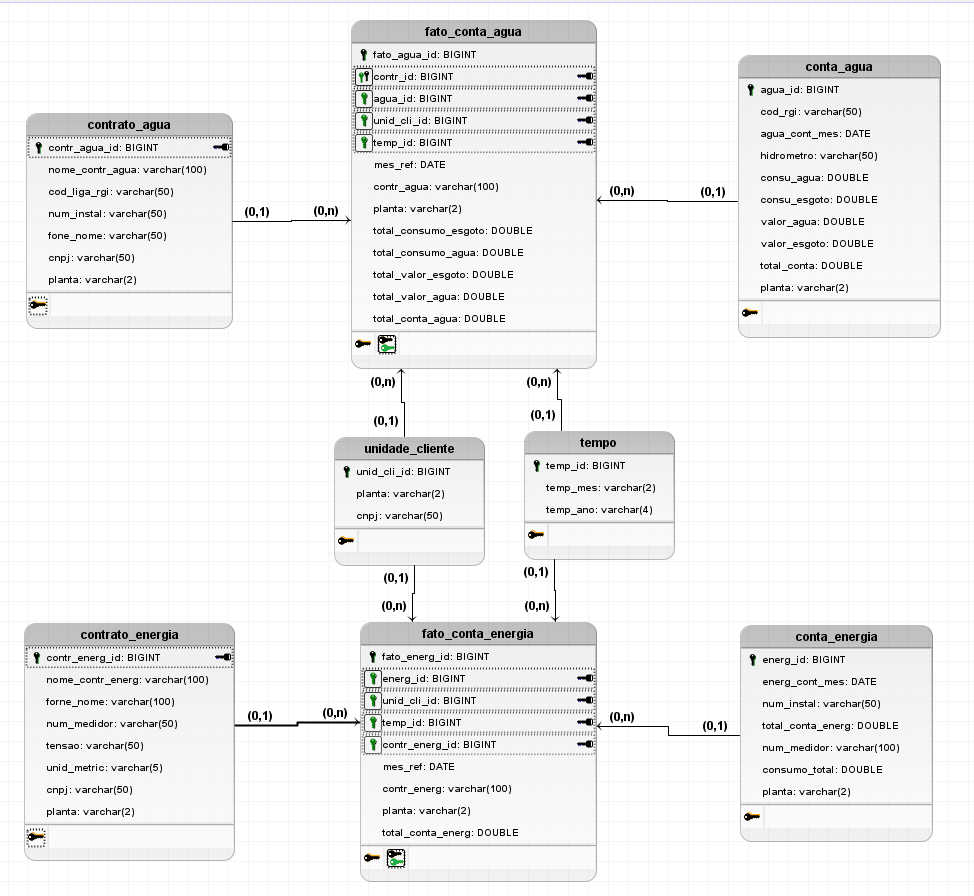 fato_conta_agua
fato_agua_id: BIGINT
contr_id: BIGINT
agua_id: BIGINT
unid_cli_id: BIGINT
temp_id: BIGINT
mes_ref: DATE
contr_agua: varchar(100)
planta: varchar(2)
total_consumo_esgoto: DOUBLE
total_consumo_agua: DOUBLE
total_valor_esgoto: DOUBLE
total_valor_agua: DOUBLE
total_conta_agua: DOUBLE
conta_agua
agua_id: BIGINT
cod_rgi: varchar(50)
agua_cont_mes: DATE
hidrometro: varchar(50)
consu_agua: DOUBLE
consu_esgoto: DOUBLE
valor_agua: DOUBLE
valor_esgoto: DOUBLE
total_conta: DOUBLE
planta: varchar(2)
contrato_agua
contr_agua_id: BIGINT
nome_contr_agua: varchar(100)
cod_liga_rgi: varchar(50)
num_instal: varchar(50)
fone_nome: varchar(50)
cnpj: varchar(50)
planta: varchar(2)
(0,1) (0,n)
(0,n) (0,1)
(0,n) (0,n)
(0,1) (0,1)
unidade_cliente
unid_cli_id: BIGINT
planta: varchar(2)
cnpj: varchar(50)
tempo
temp_id: BIGINT
temp_mes: varchar(2)
temp_ano: varchar(4)
(0,1) (0,1)
(0,n) (0,n)
contrato_energia
contr_energ_id: BIGINT
nome_contr_energ: varchar(100)
forne_nome: varchar(100)
num_medidor: varchar(50)
tensao: varchar(50)
unid_metric: varchar(5)
cnpj: varchar(50)
planta: varchar(2)
(0,1) (0,n)
fato_conta_energia
fato_energ_id: BIGINT
energ_id: BIGINT
unid_cli_id: BIGINT
temp_id: BIGINT
contr_energ_id: BIGINT
mes_ref: DATE
contr_energ: varchar(100)
planta: varchar(2)
total_conta_energ: DOUBLE
(0,n) (0,1)
conta_energia
energ_id: BIGINT
energ_cont_mes: DATE
num_instal: varchar(50)
total_conta_energ: DOUBLE
num_medidor: varchar(100)
consumo_total: DOUBLE
planta: varchar(2)